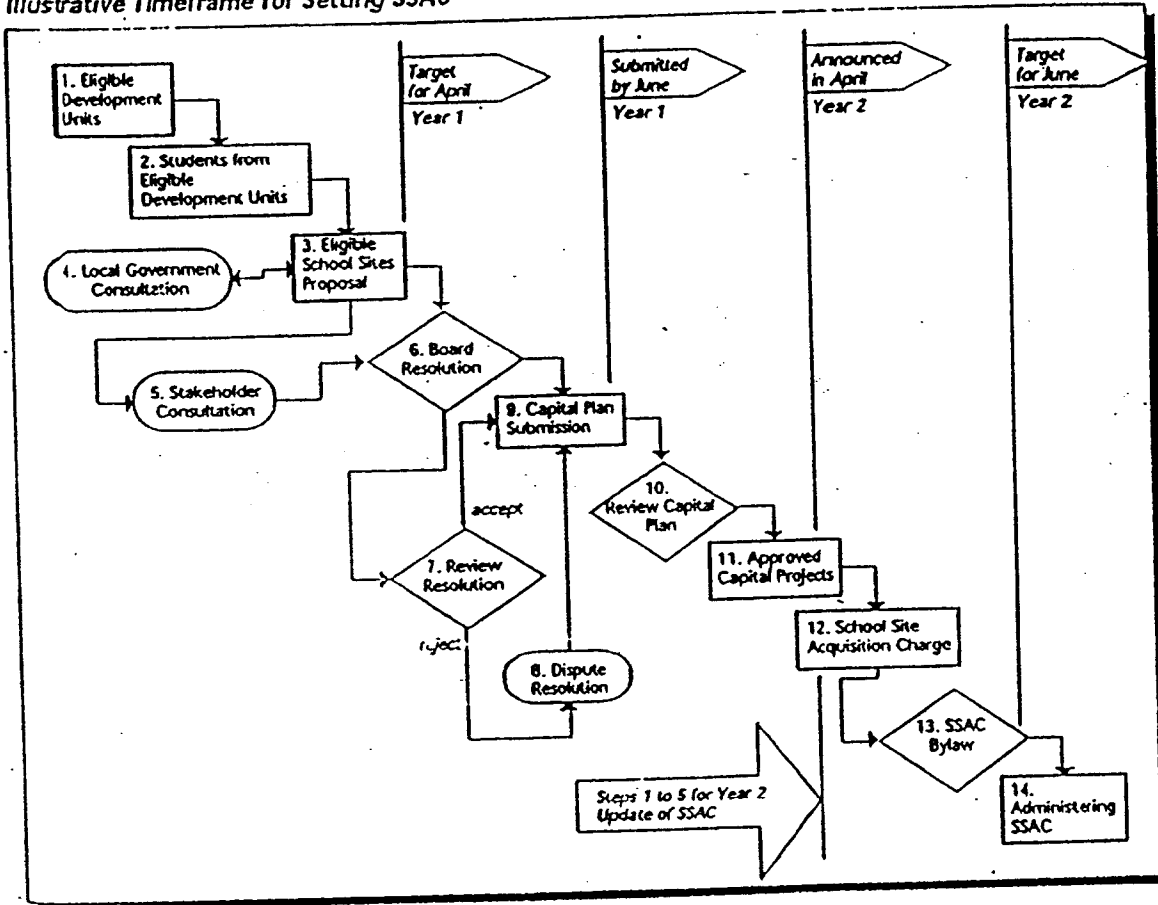 Illustrative Timeframe for Setting SSAC
Target
for April
Year 1
Submitted
by June
Year 1
Announced
in April
Year 2
Target
for June
Year 2
1. Eligible
Development
Units
2. Students from
Eligible
Development Units
3. Eligible
School Sites
Proposal
4. Local Government
Consultation
5. Stakeholder
Consultation
6. Board
Resolution
9. Capital Plan
Submission
accept
7. Review
Resolution
reject
8. Dispute
Resolution
10.
Review Capital
Plan
11. Approved
Capital Projects
12. School Site
Acquisition Charge
13. SSAC
Bylaw
Steps 1 to 5 for Year 2
Update of SSAC
14.
Administering
SSAC